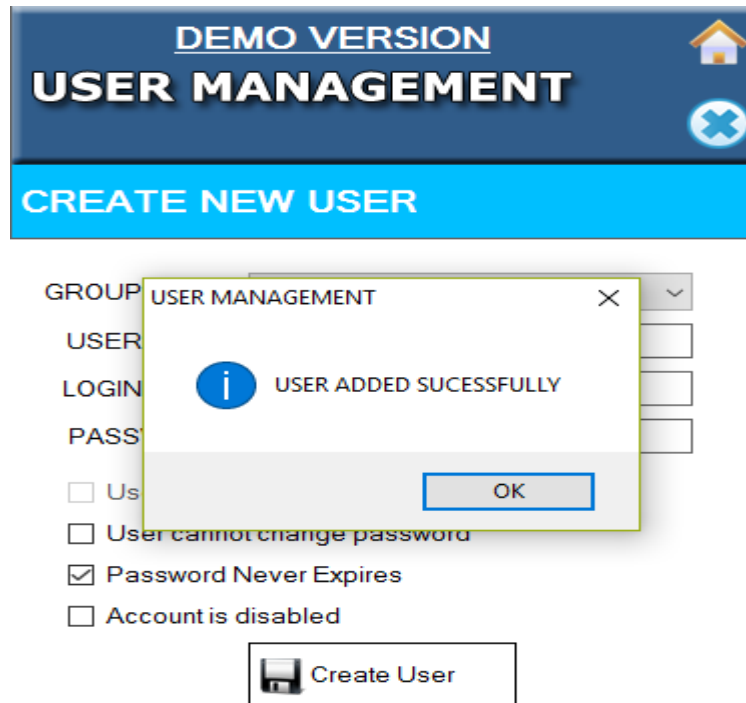 DEMO VERSION
USER MANAGEMENT
CREATE NEW USER
GROUP
USER MANAGEMENT
USER
LOGIN
USER ADDED SUCESSFULLY
PASS
OK
Us
User cannot change password
Password Never Expires
Account is disabled
Create User